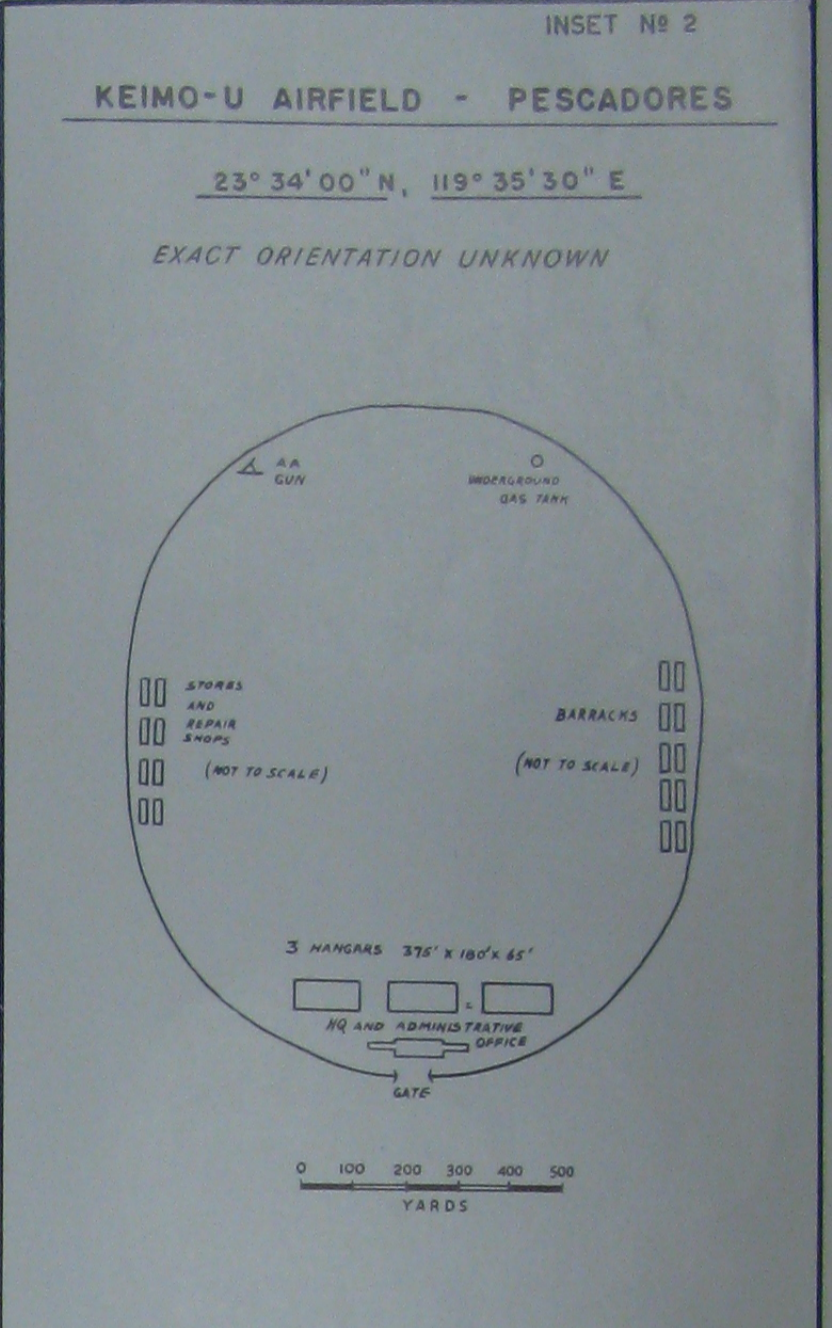 INSET Nº 2
KEIMO-U AIRFIELD - PESCADORES
23° 34' 00" N, 119° 35' 30" E
EXACT ORIENTATION UNKNOWN
AA
GUN
UNDERGROUND
GAS TANK
STORES
AND
REPAIR
SHOPS
(NOT TO SCALE)
BARRACKS
(NOT TO SCALE)
3 HANGARS 375' x 180' x 65'
HQ AND ADMINISTRATIVE
OFFICE
GATE
0 100 200 300 400 500
YARDS